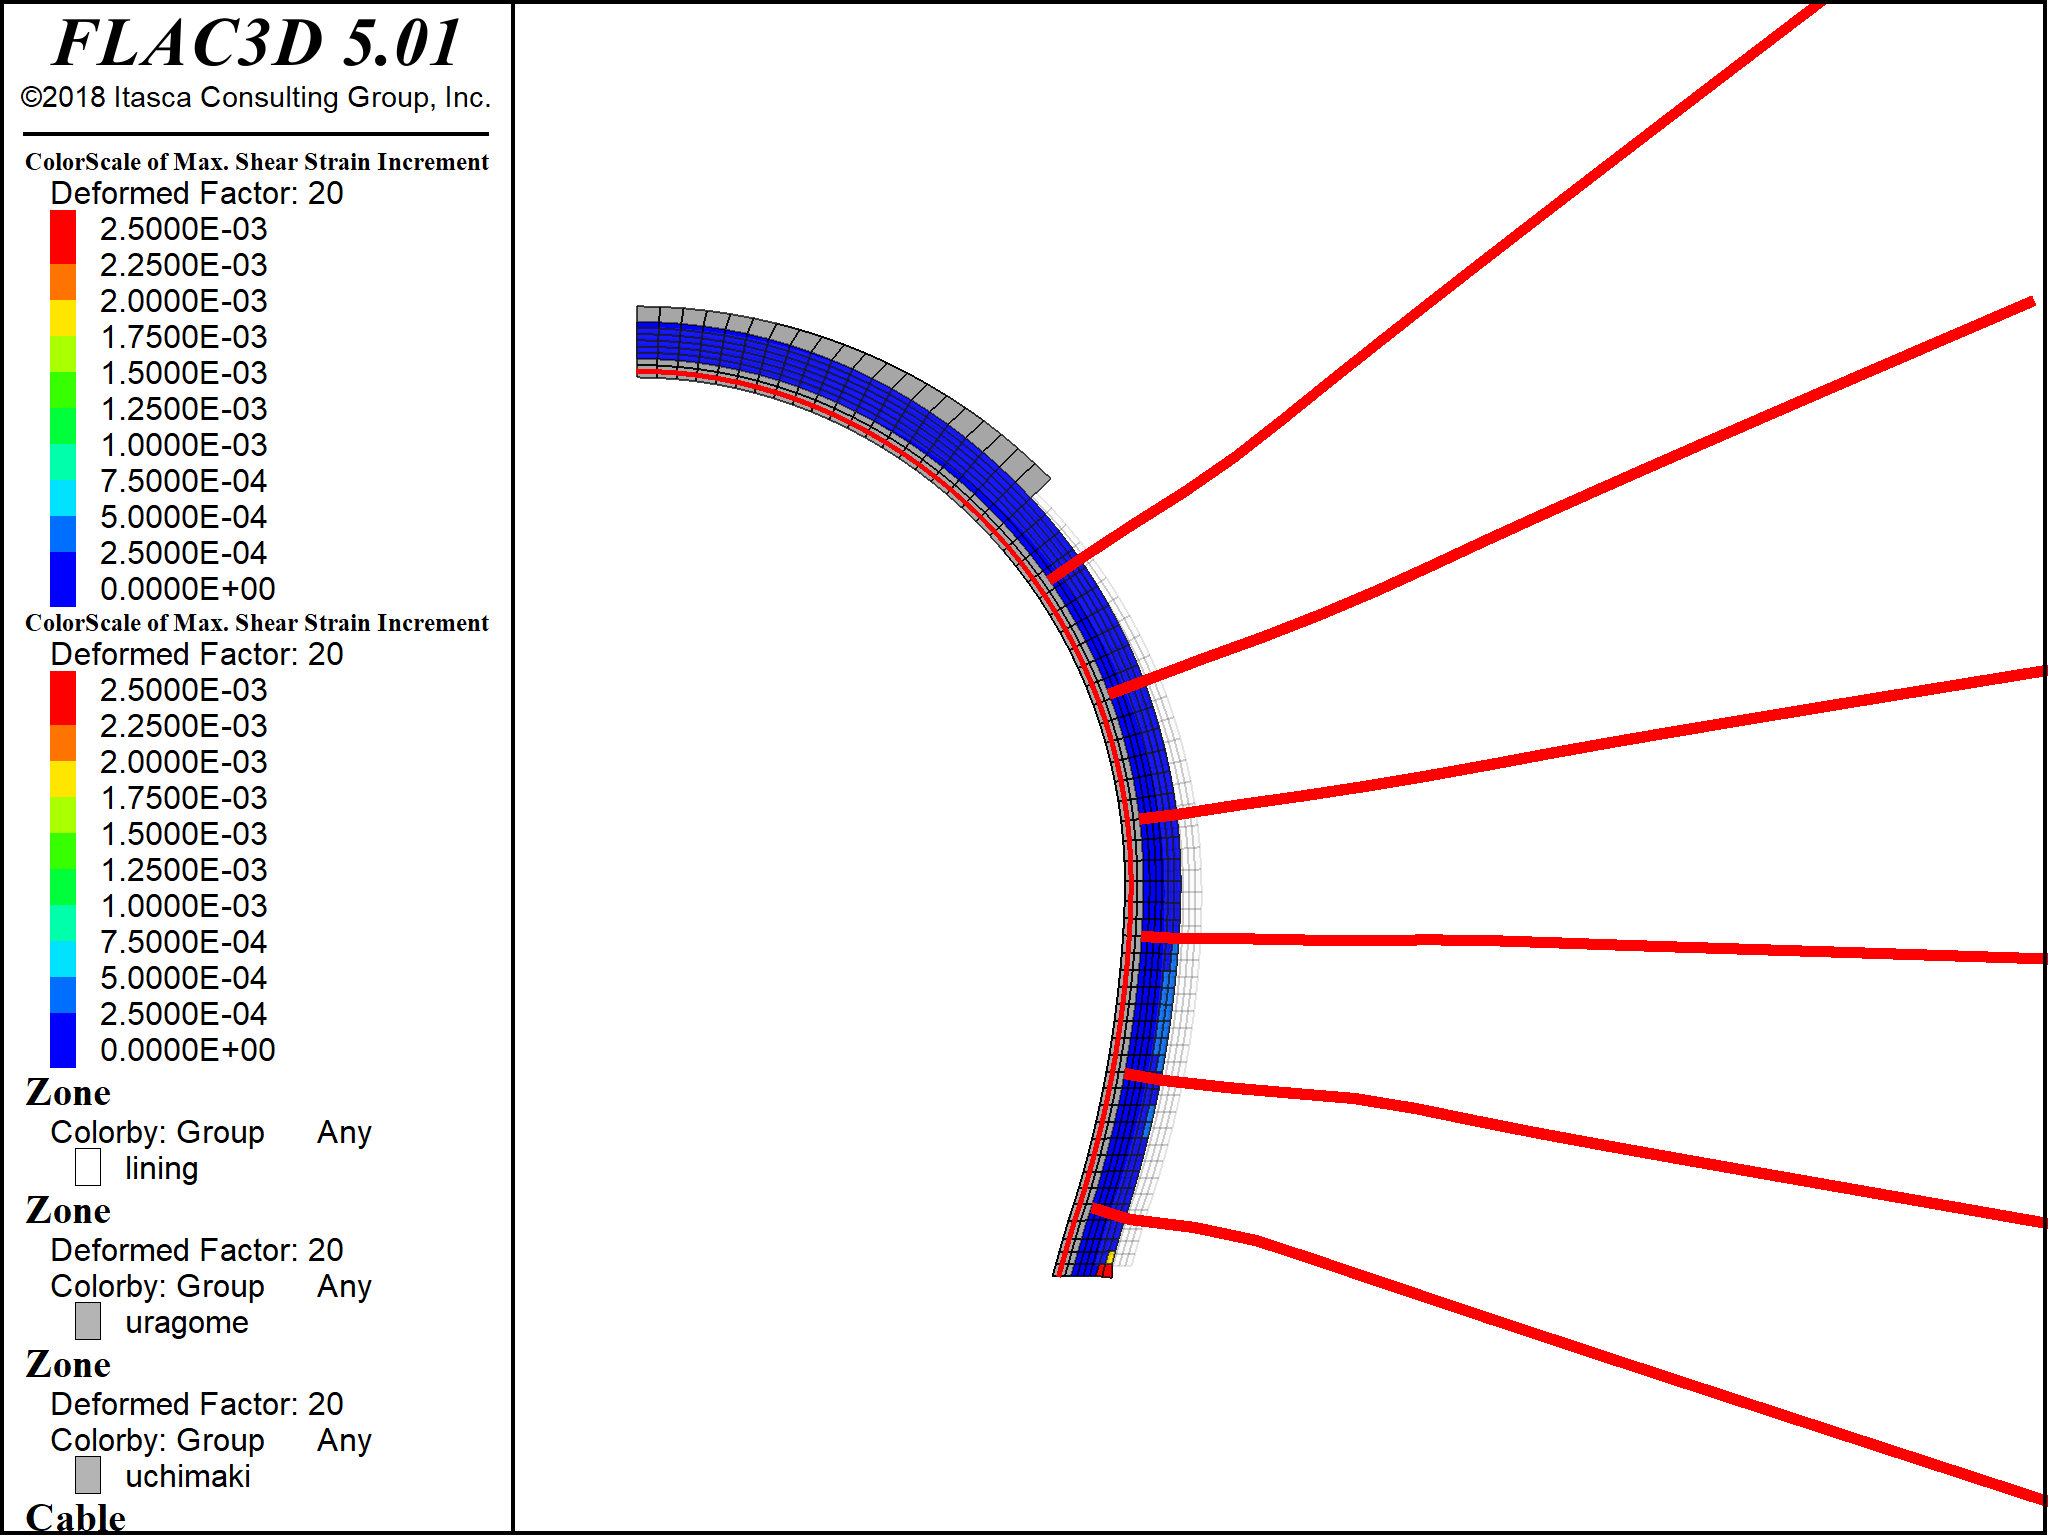 FLAC3D 5.01
©2018 Itasca Consulting Group, Inc.
ColorScale of Max. Shear Strain Increment
Deformed Factor: 20
2.5000E-03
2.2500E-03
2.0000E-03
1.7500E-03
1.5000E-03
1.2500E-03
1.0000E-03
7.5000E-04
5.0000E-04
2.5000E-04
0.0000E+00
ColorScale of Max. Shear Strain Increment
Deformed Factor: 20
2.5000E-03
2.2500E-03
2.0000E-03
1.7500E-03
1.5000E-03
1.2500E-03
1.0000E-03
7.5000E-04
5.0000E-04
2.5000E-04
0.0000E+00
Zone
Colorby: Group Any
lining
Zone
Deformed Factor: 20
Colorby: Group Any
uragome
Zone
Deformed Factor: 20
Colorby: Group Any
uchimaki
Cable